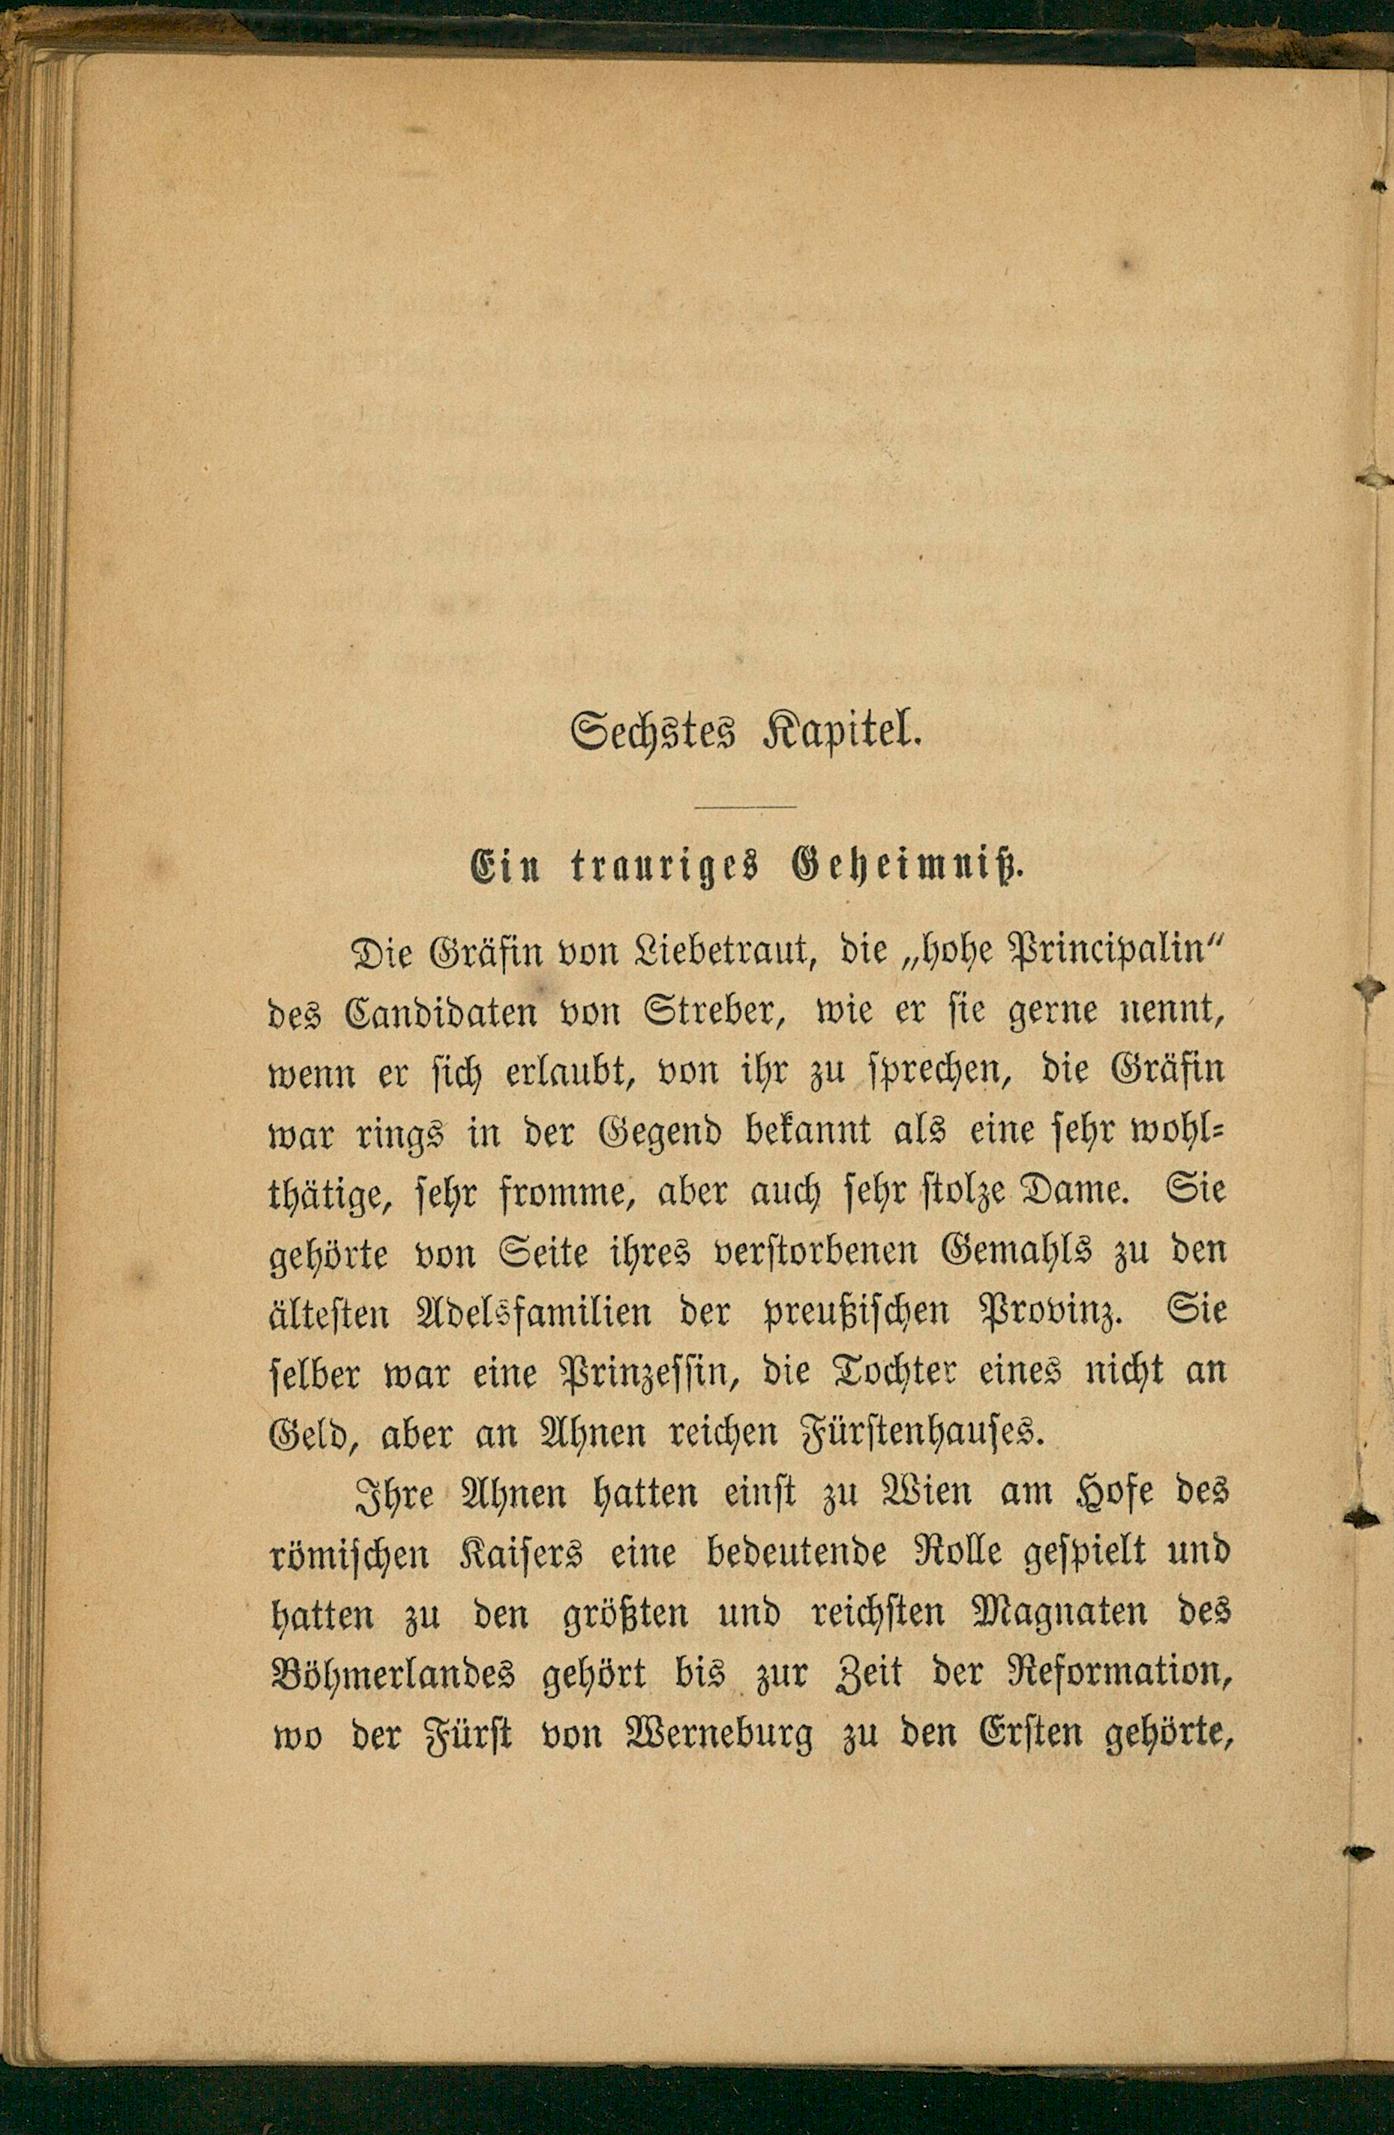 Sechstes Kapitel.
Ein trauriges Geheimniß.
Die Gräfin von Liebetraut, die „hohe Principalin“
des Candidaten von Streber, wie er sie gerne nennt,
wenn er sich erlaubt, von ihr zu sprechen, die Gräfin
war rings in der Gegend bekannt als eine sehr wohl-
thätige, sehr fromme, aber auch sehr stolze Dame. Sie
gehörte von Seite ihres verstorbenen Gemahls zu den
ältesten Adelsfamilien der preußischen Provinz. Sie
selber war eine Prinzessin, die Tochter eines nicht an
Geld, aber an Ahnen reichen Fürstenhauses.
Ihre Ahnen hatten einst zu Wien am Hofe des
römischen Kaisers eine bedeutende Rolle gespielt und
hatten zu den größten und reichsten Magnaten des
Böhmerlandes gehört bis zur Zeit der Reformation,
wo der Fürst von Werneburg zu den Ersten gehörte,